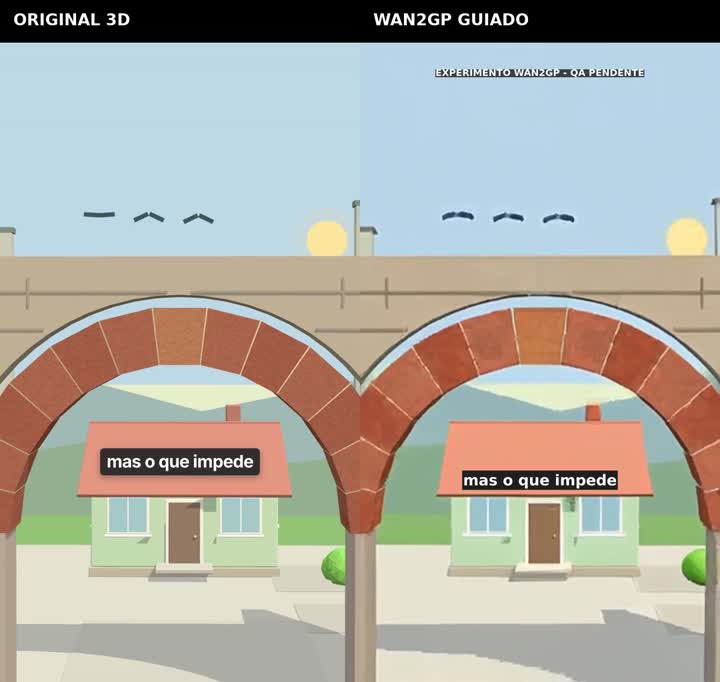 ORIGINAL 3D
WAN2GP GUIADO
EXPERIMENTO WAN2GP - QA PENDENTE
mas o que impede
mas o que impede